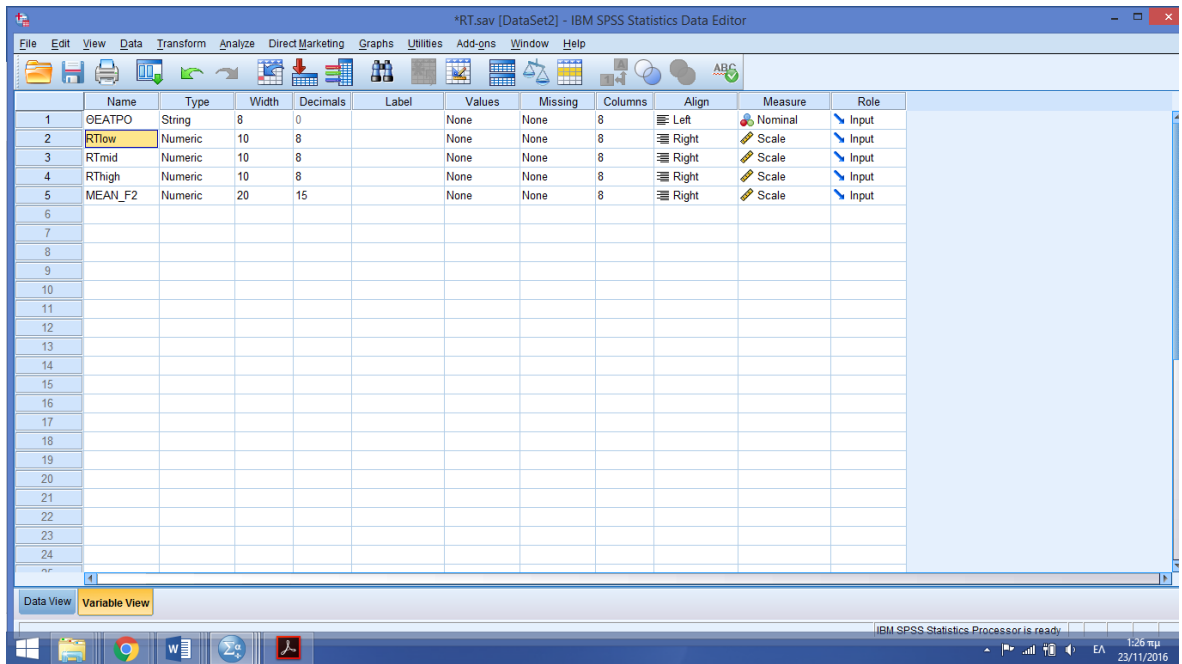 *RT.sav [DataSet2] - IBM SPSS Statistics Data Editor
File Edit View Data Transform Analyze Direct Marketing Graphs Utilities Add-ons Window Help
Name Type Width Decimals Label Values Missing Columns Align Measure Role
1 ΘΕΑΤΡΟ String 8 0 None None 8 Left Nominal Input
2 RTlow Numeric 10 8 None None 8 Right Scale Input
3 RTmid Numeric 10 8 None None 8 Right Scale Input
4 RThigh Numeric 10 8 None None 8 Right Scale Input
5 MEAN_F2 Numeric 20 15 None None 8 Right Scale Input
6
7
8
9
10
11
12
13
14
15
16
17
18
19
20
21
22
23
24
Data View Variable View
IBM SPSS Statistics Processor is ready
ΕΛ 1:26 πμ
23/11/2016